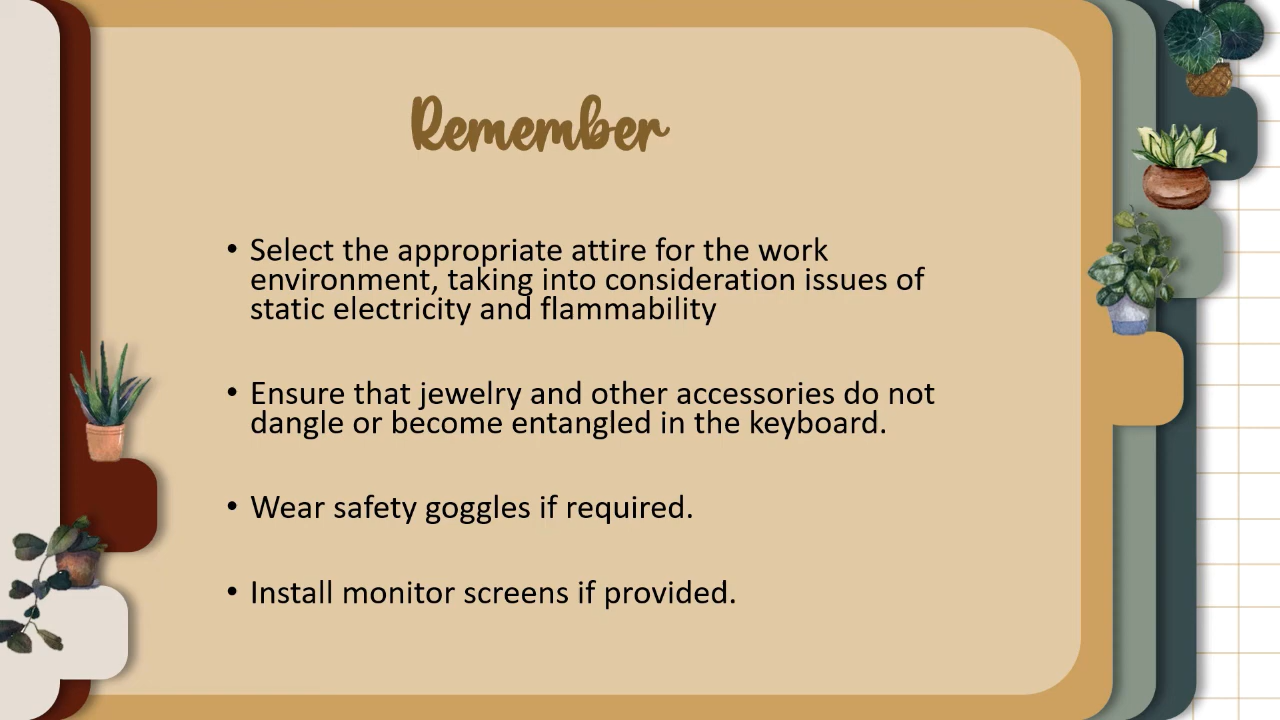 Remember
• Select the appropriate attire for the work
environment, taking into consideration issues of
static electricity and flammability
• Ensure that jewelry and other accessories do not
dangle or become entangled in the keyboard.
• Wear safety goggles if required.
• Install monitor screens if provided.